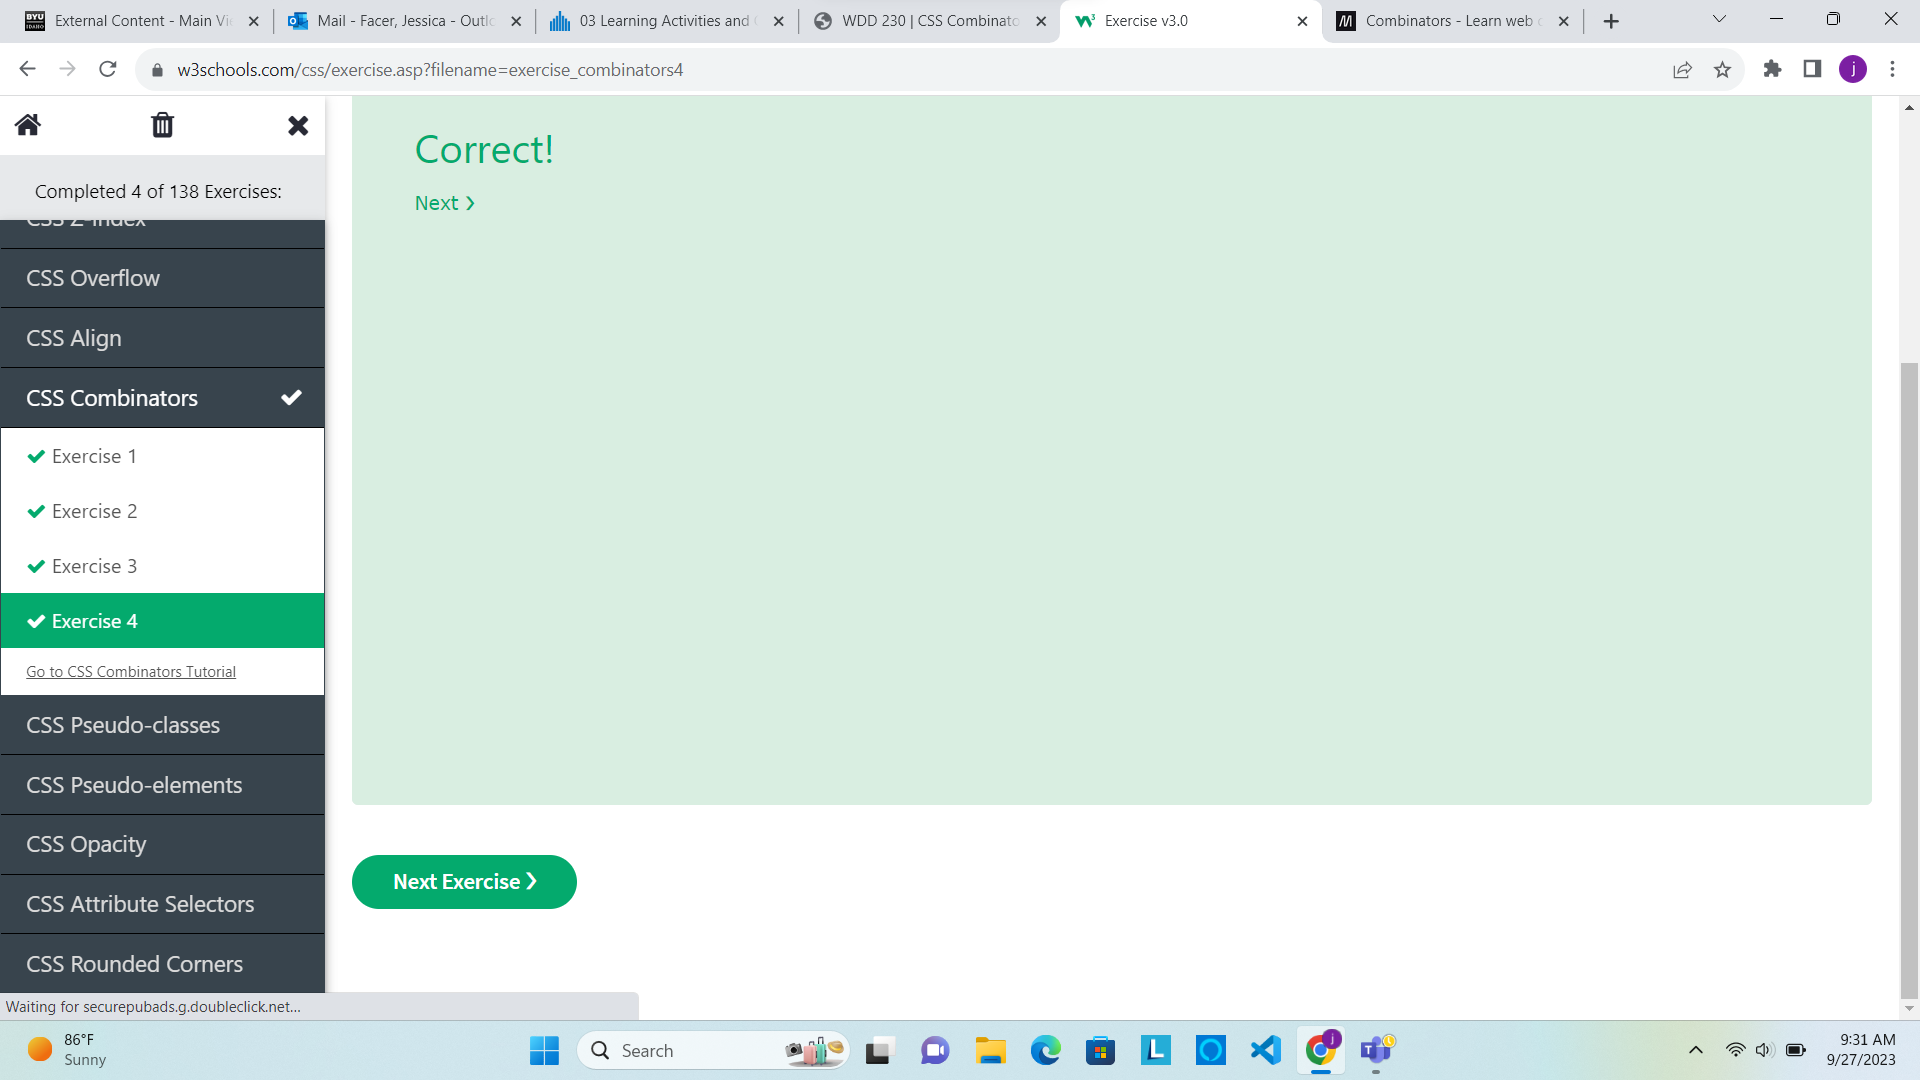 BYU
IDAHO
External Content - Main Vi
Mail - Facer, Jessica - Outlo
03 Learning Activities and
WDD 230 | CSS Combinato
Exercise v3.0
Combinators - Learn web
w3schools.com/css/exercise.asp?filename=exercise_combinators4
j
Completed 4 of 138 Exercises:
CSS Z-index
CSS Overflow
CSS Align
CSS Combinators
Exercise 1
Exercise 2
Exercise 3
Exercise 4
Go to CSS Combinators Tutorial
CSS Pseudo-classes
CSS Pseudo-elements
CSS Opacity
CSS Attribute Selectors
CSS Rounded Corners
Correct!
Next ❯
Next Exercise ❯
Waiting for securepubads.g.doubleclick.net...
86°F
Sunny
Search
9:31 AM
9/27/2023